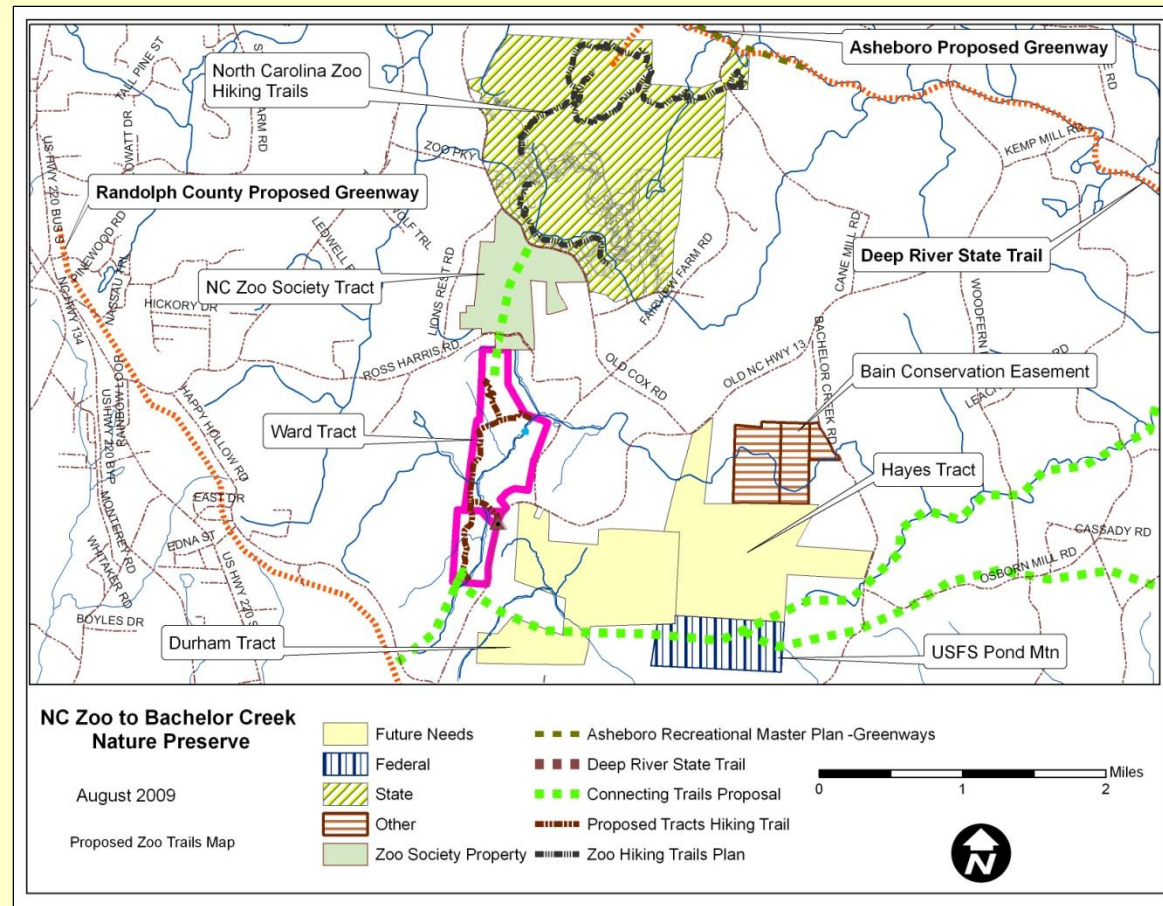 Asheboro Proposed Greenway
North Carolina Zoo
Hiking Trails
TALL PINE ST
US HWY 220 BUS
ZOO PKY
KEMP MILL RD
Randolph County Proposed Greenway
PINEWOOD RD
NASSAU TRL
NC HWY 134
HICKORY DR
LIONS REST RD
NC Zoo Society Tract
FAIRVIEW FARM RD
CANE MILL RD
Deep River State Trail
ROSS HARRIS RD
OLD COX RD
OLD NC HWY 13
BACHELOR CREEK RD
Bain Conservation Easement
Ward Tract
HAPPY HOLLOW RD
US HWY 220 BYP
Hayes Tract
EAST DR
MONTEREY RD
EDNA ST
WHITAKER RD
US HWY 220 S
CASSADY RD
OSBORN MILL RD
BOYLES DR
Durham Tract
USFS Pond Mtn
NC Zoo to Bachelor Creek
Nature Preserve
August 2009
Proposed Zoo Trails Map
Future Needs
Federal
State
Other
Zoo Society Property
Asheboro Recreational Master Plan -Greenways
Deep River State Trail
Connecting Trails Proposal
Proposed Tracts Hiking Trail
Zoo Hiking Trails Plan
Miles
0 1 2
N